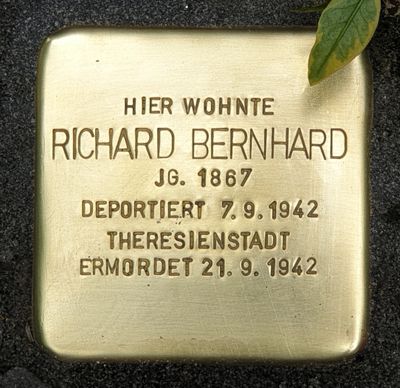 HIER WOHNTE
RICHARD BERNHARD
JG. 1867
DEPORTIERT 7.9.1942
THERESIENSTADT
ERMORDET 21.9.1942